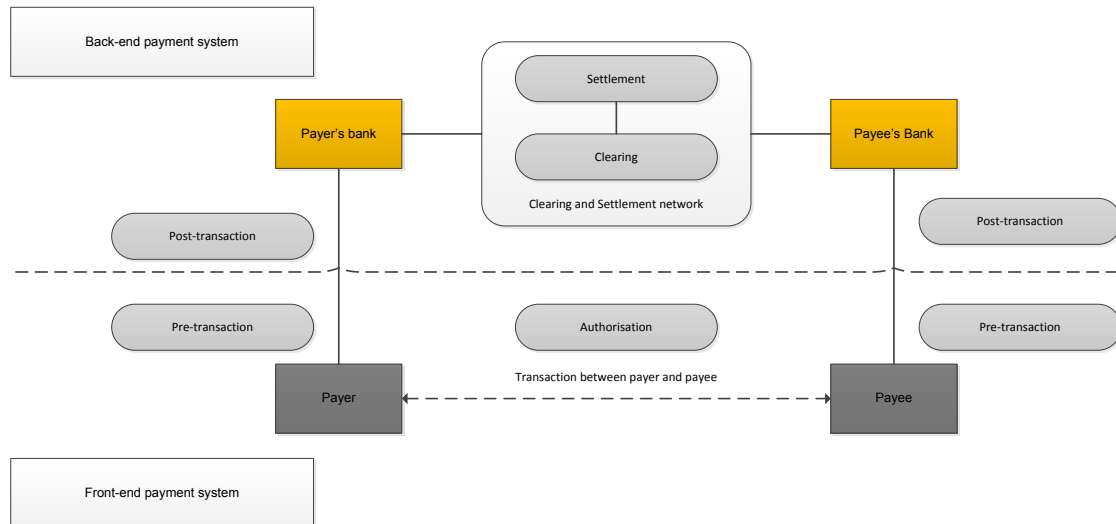 Back-end payment system
Settlement
Payer's bank
Payee's Bank
Clearing
Clearing and Settlement network
Post-transaction
Post-transaction
Pre-transaction
Authorisation
Pre-transaction
Transaction between payer and payee
Payer
Payee
Front-end payment system